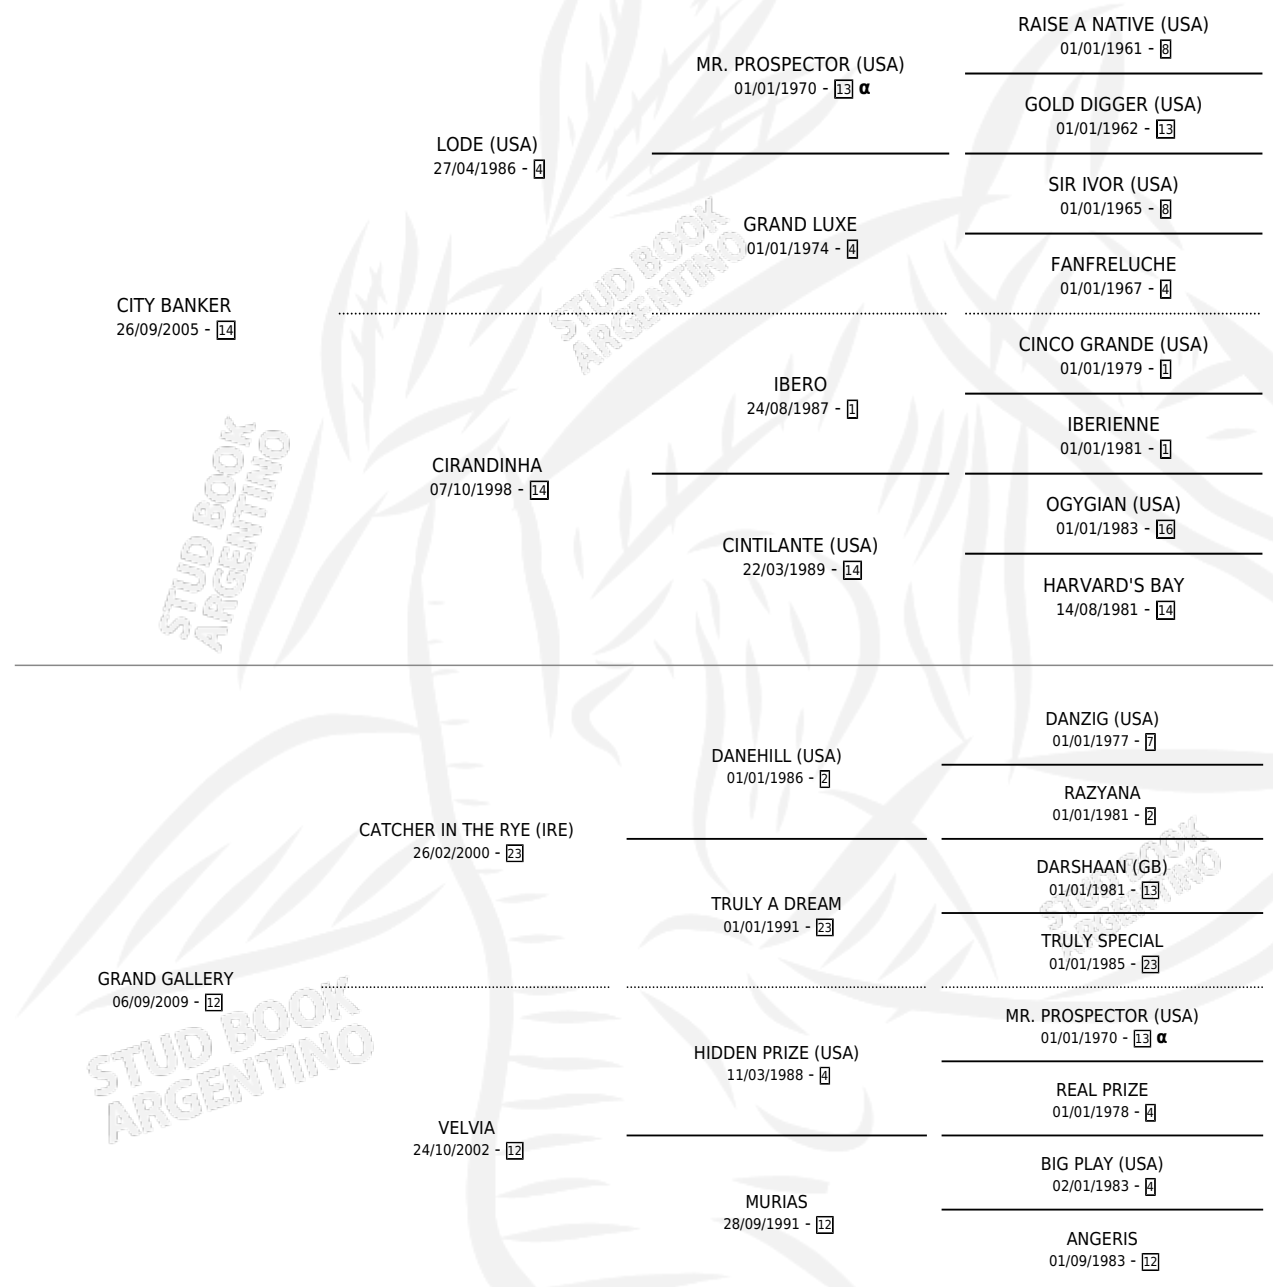 RAISE A NATIVE (USA)
01/01/1961 - 8
MR. PROSPECTOR (USA)
01/01/1970 - 13 α
GOLD DIGGER (USA)
01/01/1962 - 13
LODE (USA)
27/04/1986 - 4
SIR IVOR (USA)
01/01/1965 - 8
GRAND LUXE
01/01/1974 - 4
FANFRELUCHE
01/01/1967 - 4
CITY BANKER
26/09/2005 - 14
STUD BOOK
ARGENTINO
CINCO GRANDE (USA)
01/01/1979 - 1
IBERO
24/08/1987 - 1
IBERIENNE
01/01/1981 - 1
CIRANDINHA
07/10/1998 - 14
OGYGIAN (USA)
01/01/1983 - 16
CINTILANTE (USA)
22/03/1989 - 14
HARVARD'S BAY
14/08/1981 - 14
STUD BOOK
ARGENTINO
DANZIG (USA)
01/01/1977 - 7
DANEHILL (USA)
01/01/1986 - 2
RAZYANA
01/01/1981 - 2
CATCHER IN THE RYE (IRE)
26/02/2000 - 23
DARSHAAN (GB)
01/01/1981 - 13
STUD BOOK
ARGENTINO
TRULY A DREAM
01/01/1991 - 23
TRULY SPECIAL
01/01/1985 - 23
GRAND GALLERY
06/09/2009 - 12
STUD BOOK
ARGENTINO
MR. PROSPECTOR (USA)
01/01/1970 - 13 α
HIDDEN PRIZE (USA)
11/03/1988 - 4
REAL PRIZE
01/01/1978 - 4
VELVIA
24/10/2002 - 12
BIG PLAY (USA)
02/01/1983 - 4
MURIAS
28/09/1991 - 12
ANGERIS
01/09/1983 - 12